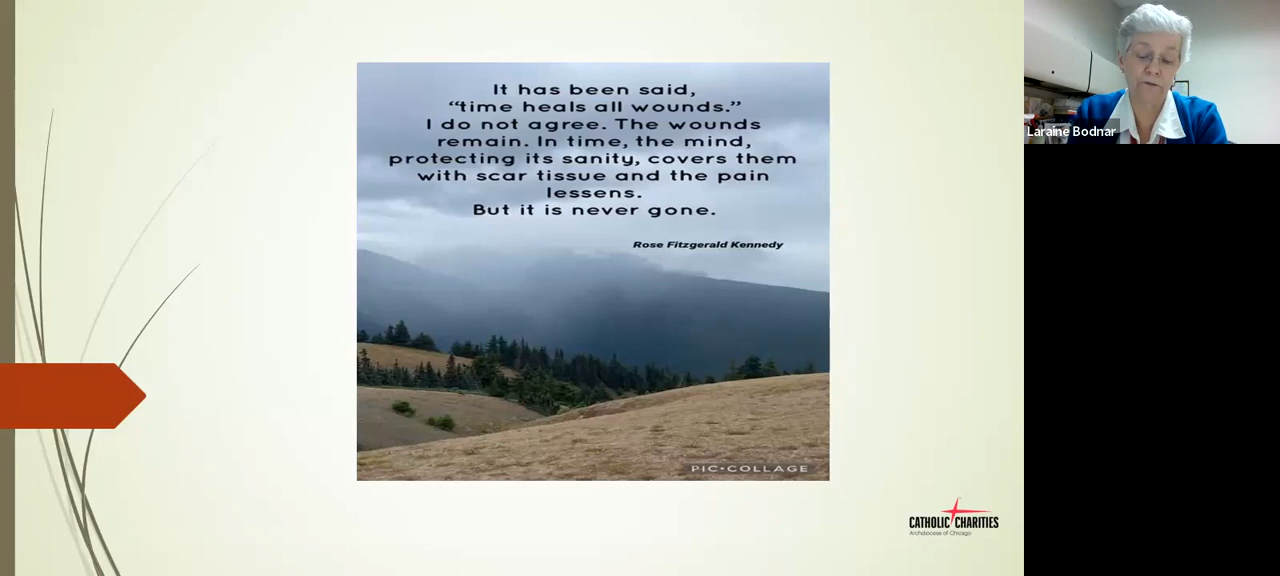 It has been said,
“time heals all wounds.”
I do not agree. The wounds
remain. In time, the mind,
protecting its sanity, covers them
with scar tissue and the pain
lessens.
But it is never gone.
Rose Fitzgerald Kennedy
PIC•COLLAGE
CATHOLIC CHARITIES
Archdiocese of Chicago
Laraine Bodnar